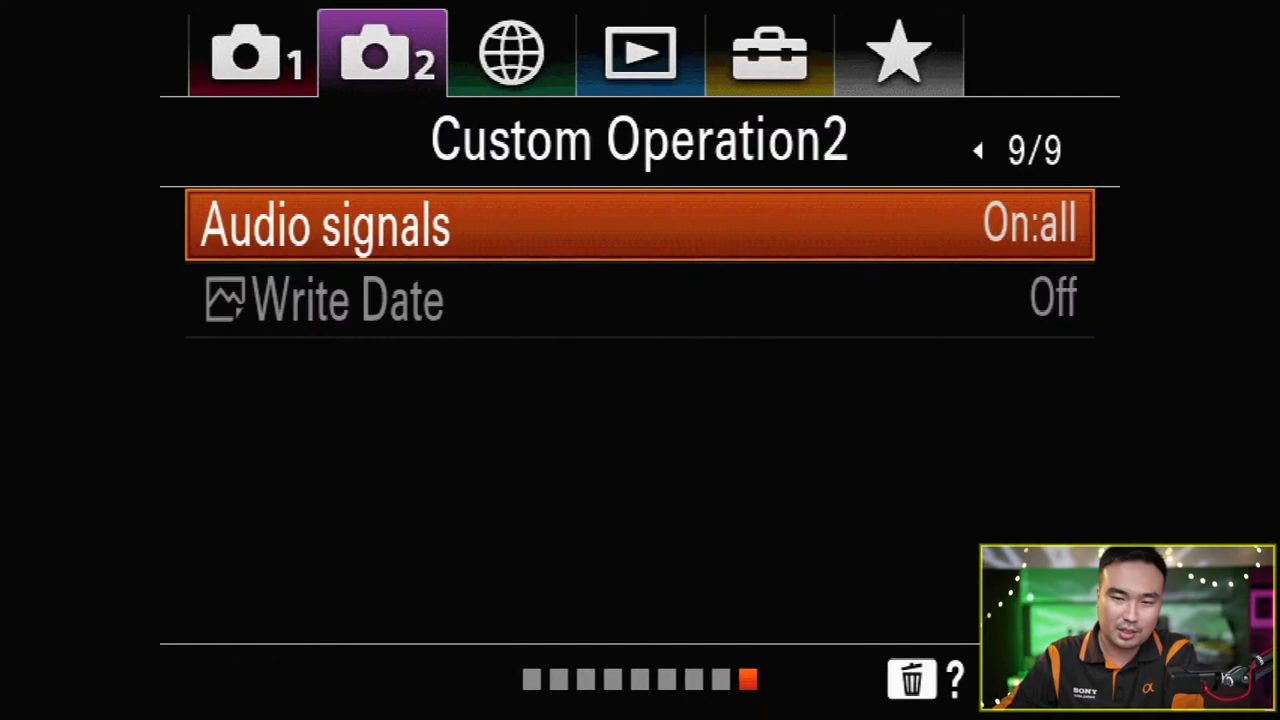 1
2
Custom Operation2
9/9
Audio signals On:all
Write Date Off
?
SONY α